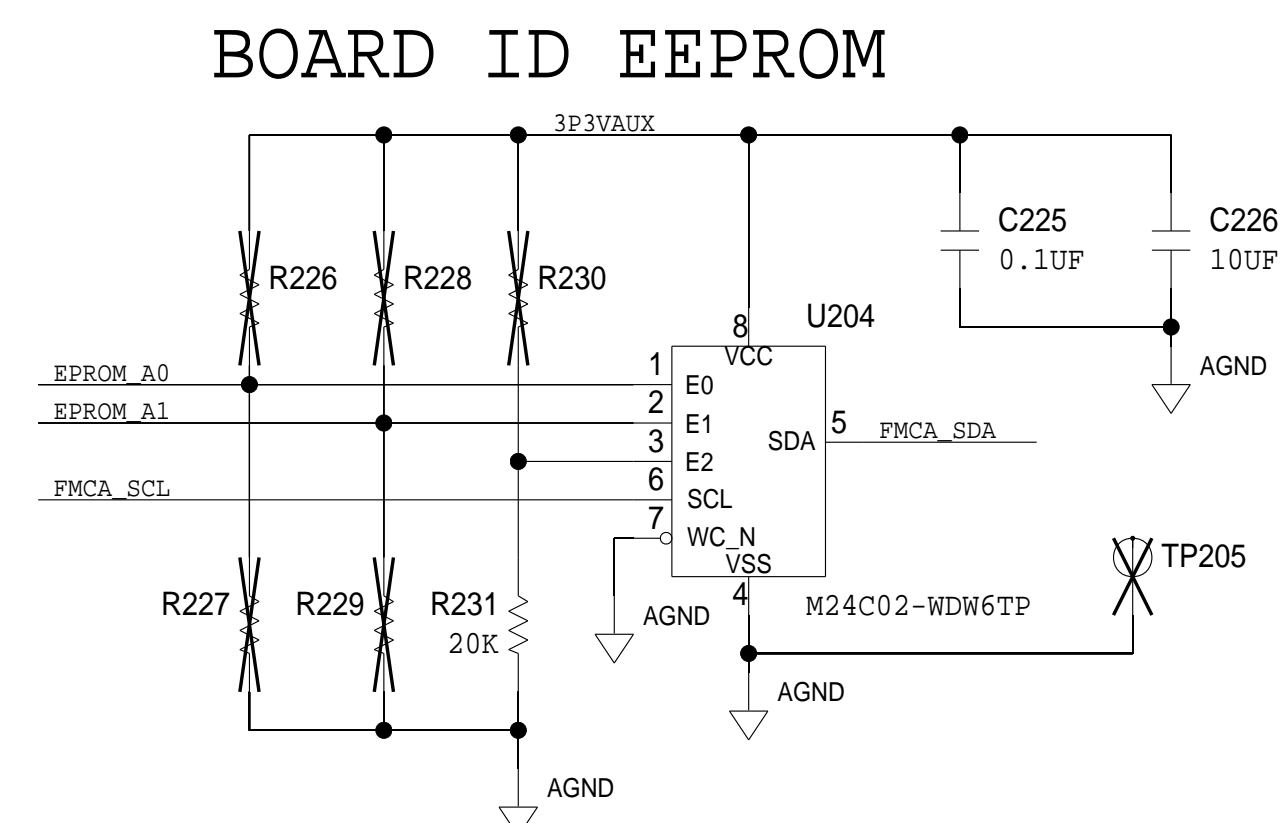 BOARD ID EEPROM
3P3VAUX
C225
0.1UF
C226
10UF
R226
R228
R230
U204
8
VCC
AGND
EPROM_A0
1
E0
EPROM_A1
2
E1
3
E2
SDA
5
FMCA_SDA
FMCA_SCL
6
SCL
7
WC_N
VSS
4
TP205
R227
R229
R231
20K
AGND
M24C02-WDW6TP
AGND
AGND